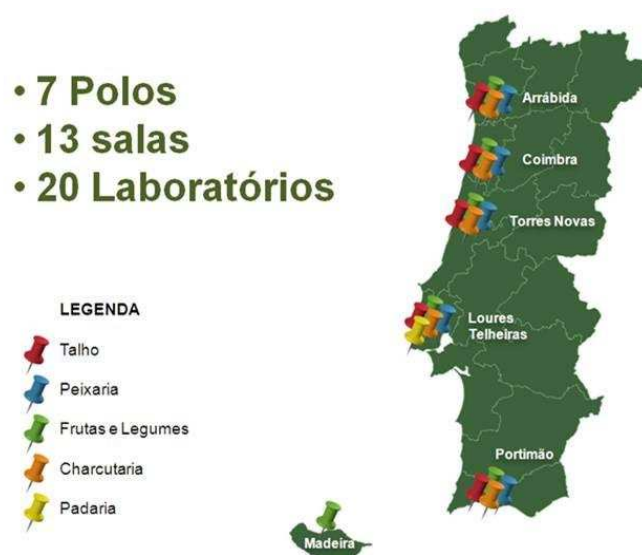 • 7 Polos
• 13 salas
• 20 Laboratórios
LEGENDA
Talho
Peixaria
Frutas e Legumes
Charcutaria
Padaria
Arrábida
Coimbra
Torres Novas
Loures
Telheiras
Portimão
Madeira